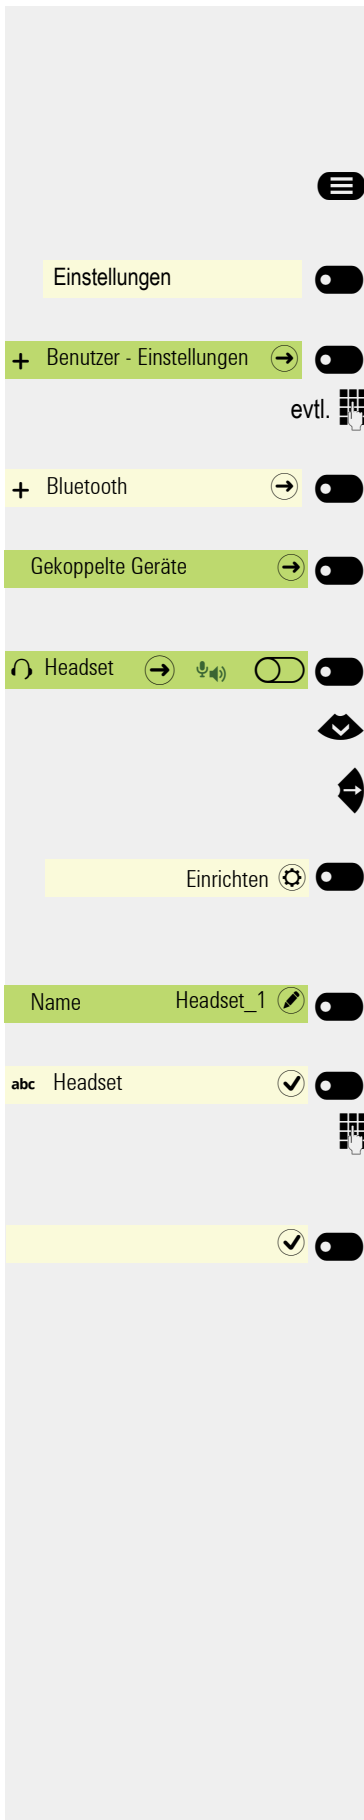 Einstellungen
+ Benutzer - Einstellungen
evtl.
+ Bluetooth
Gekoppelte Geräte
Headset
Einrichten
Name Headset_1
abc Headset